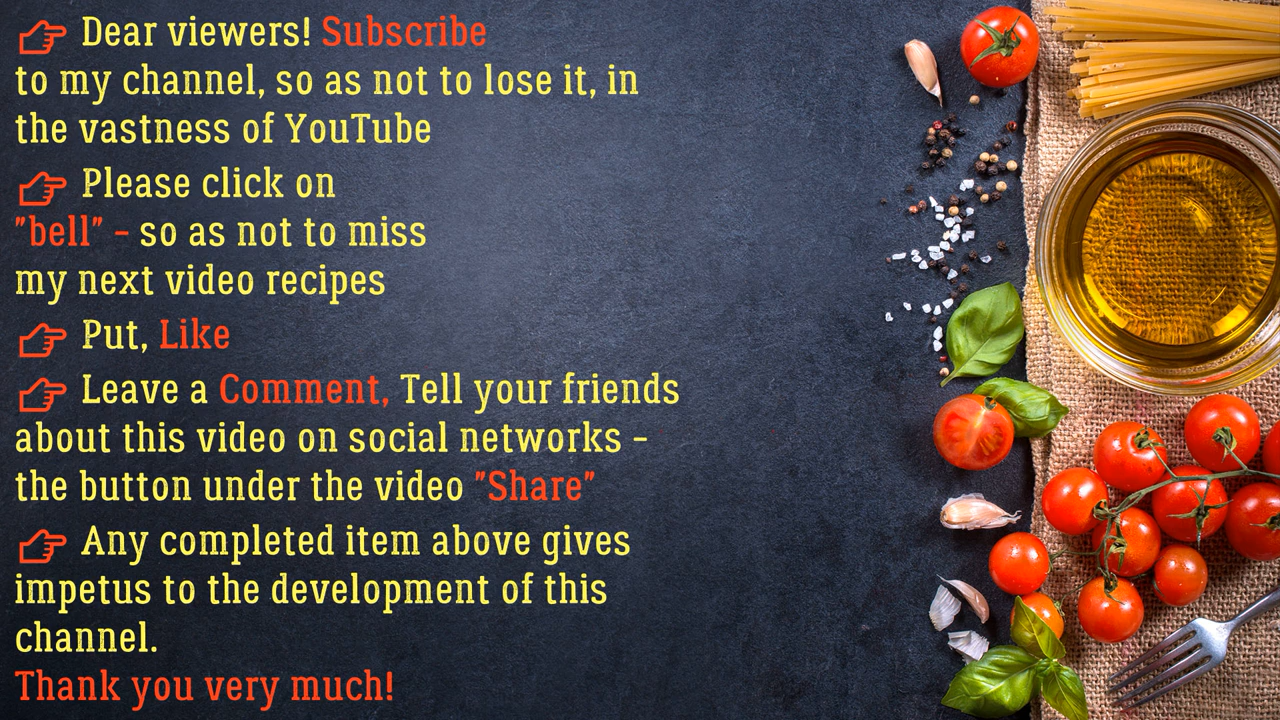 Dear viewers! Subscribe
to my channel, so as not to lose it, in
the vastness of YouTube
Please click on
"bell" - so as not to miss
my next video recipes
Put, Like
Leave a Comment, Tell your friends
about this video on social networks -
the button under the video "Share"
Any completed item above gives
impetus to the development of this
channel.
Thank you very much!